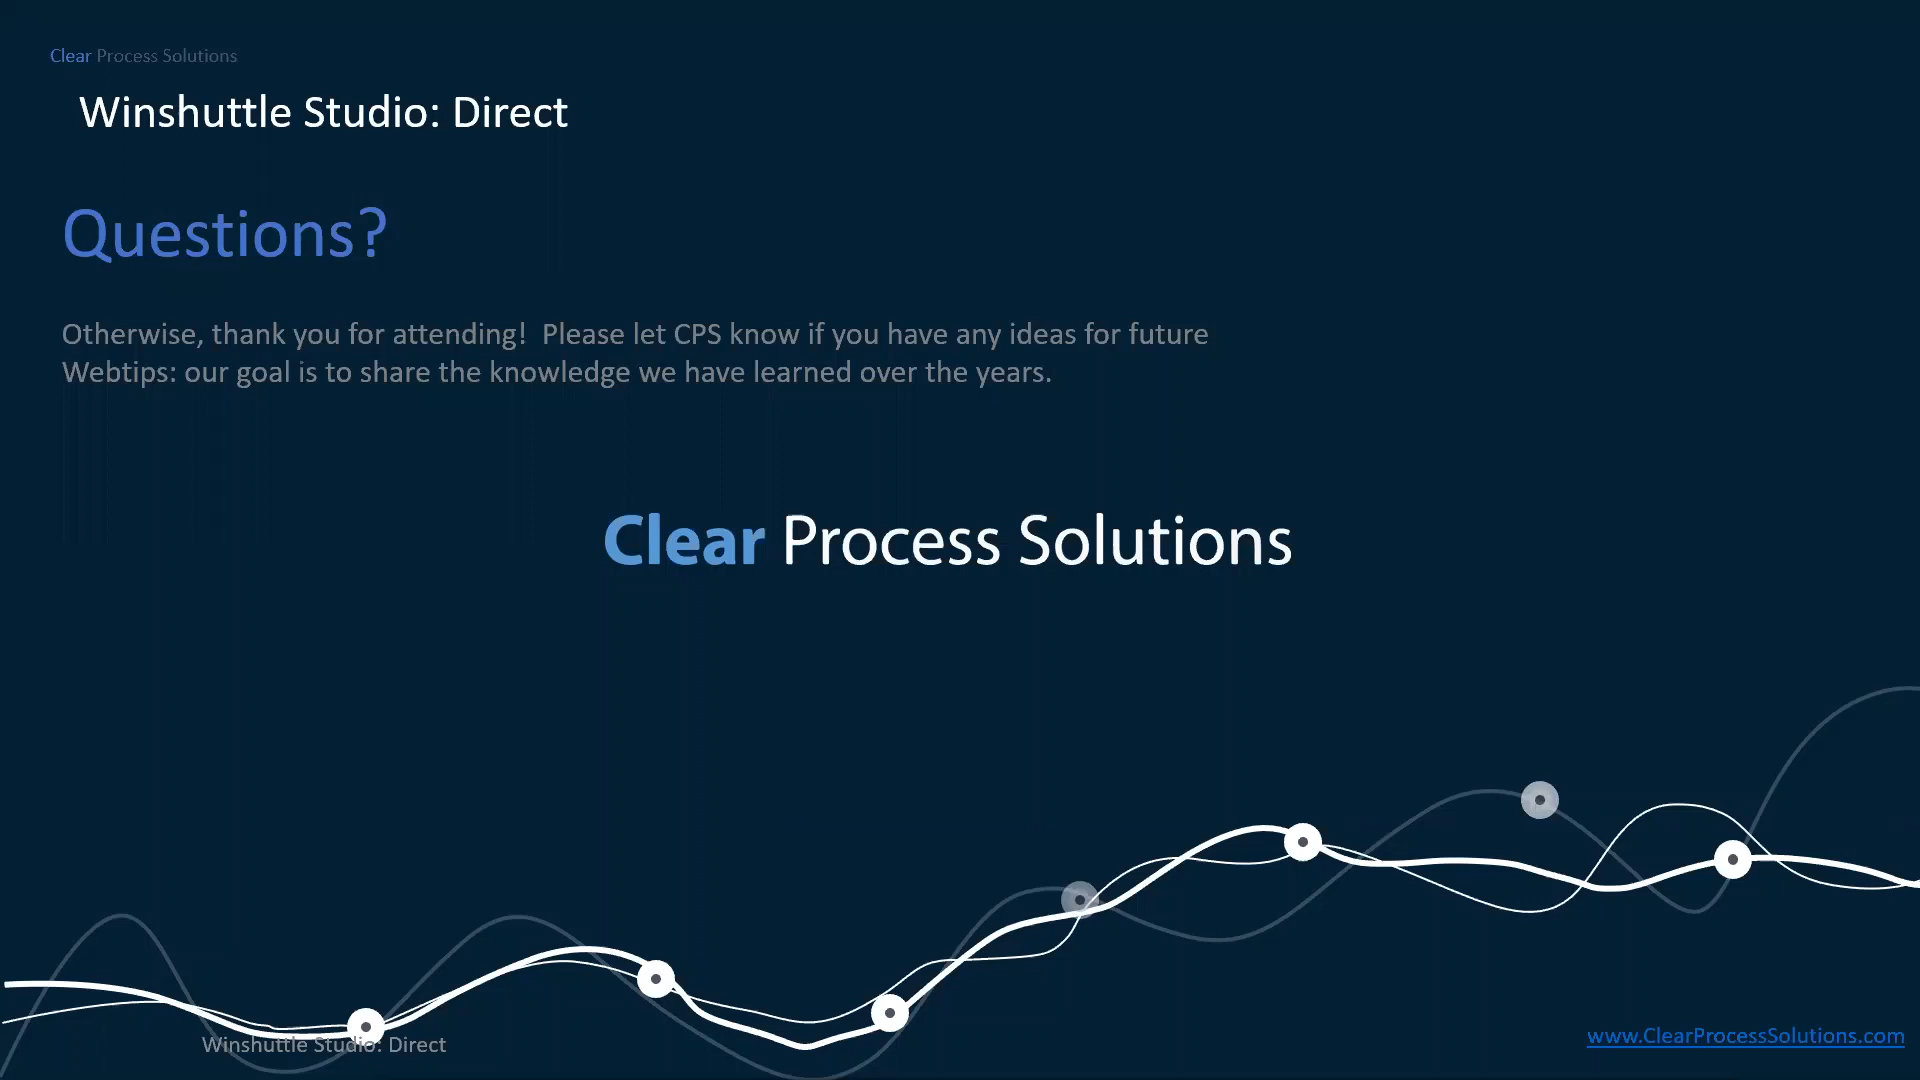 Clear Process Solutions
Winshuttle Studio: Direct
Questions?
Otherwise, thank you for attending!  Please let CPS know if you have any ideas for future
Webtips: our goal is to share the knowledge we have learned over the years.
Clear Process Solutions
Winshuttle Studio: Direct
www.ClearProcessSolutions.com